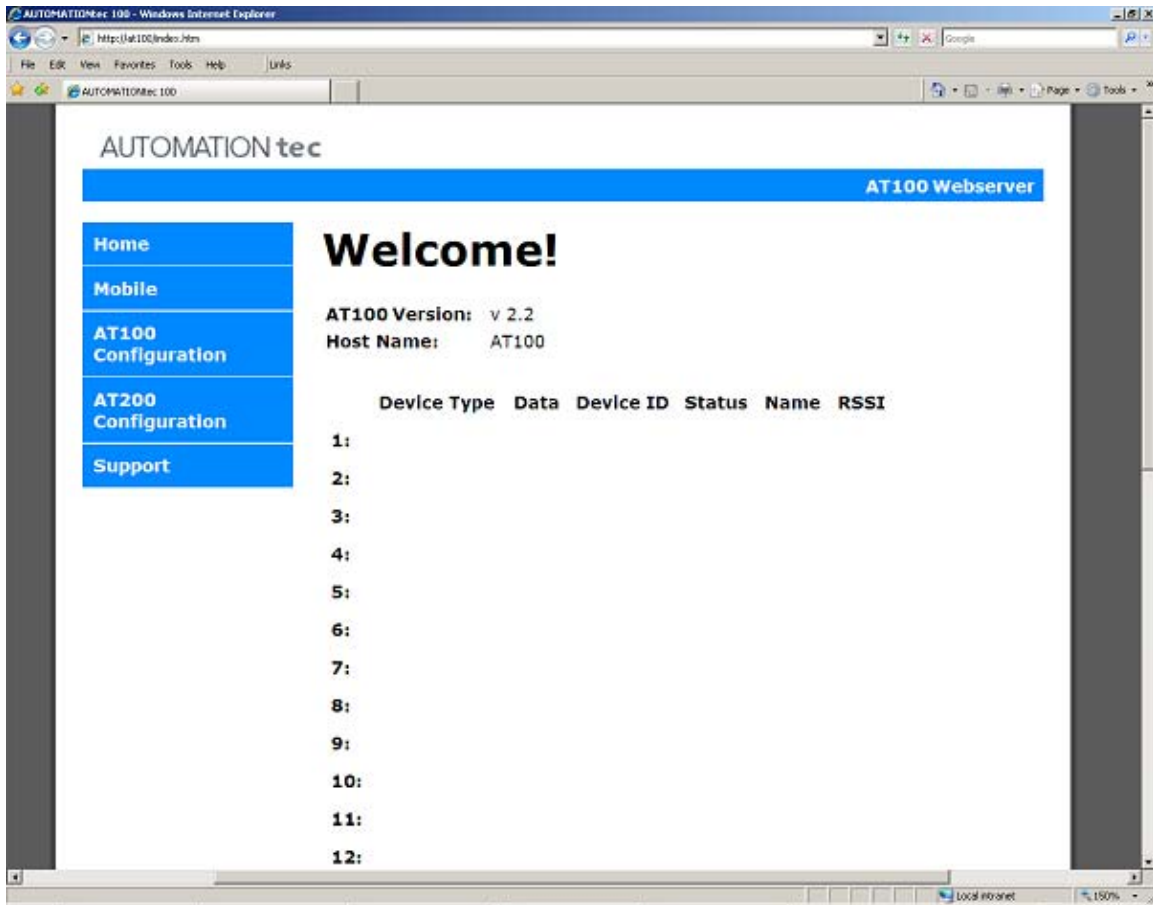 AUTOMATIONtec 100 - Windows Internet Explorer
http://at100/index.htm
Google
File Edit View Favorites Tools Help Links
AUTOMATIONtec 100
Page Tools
AUTOMATION tec
AT100 Webserver
Home
Mobile
AT100
Configuration
AT200
Configuration
Support
Welcome!
AT100 Version: v 2.2
Host Name: AT100
Device Type Data Device ID Status Name RSSI
1:
2:
3:
4:
5:
6:
7:
8:
9:
10:
11:
12:
Local intranet
150%